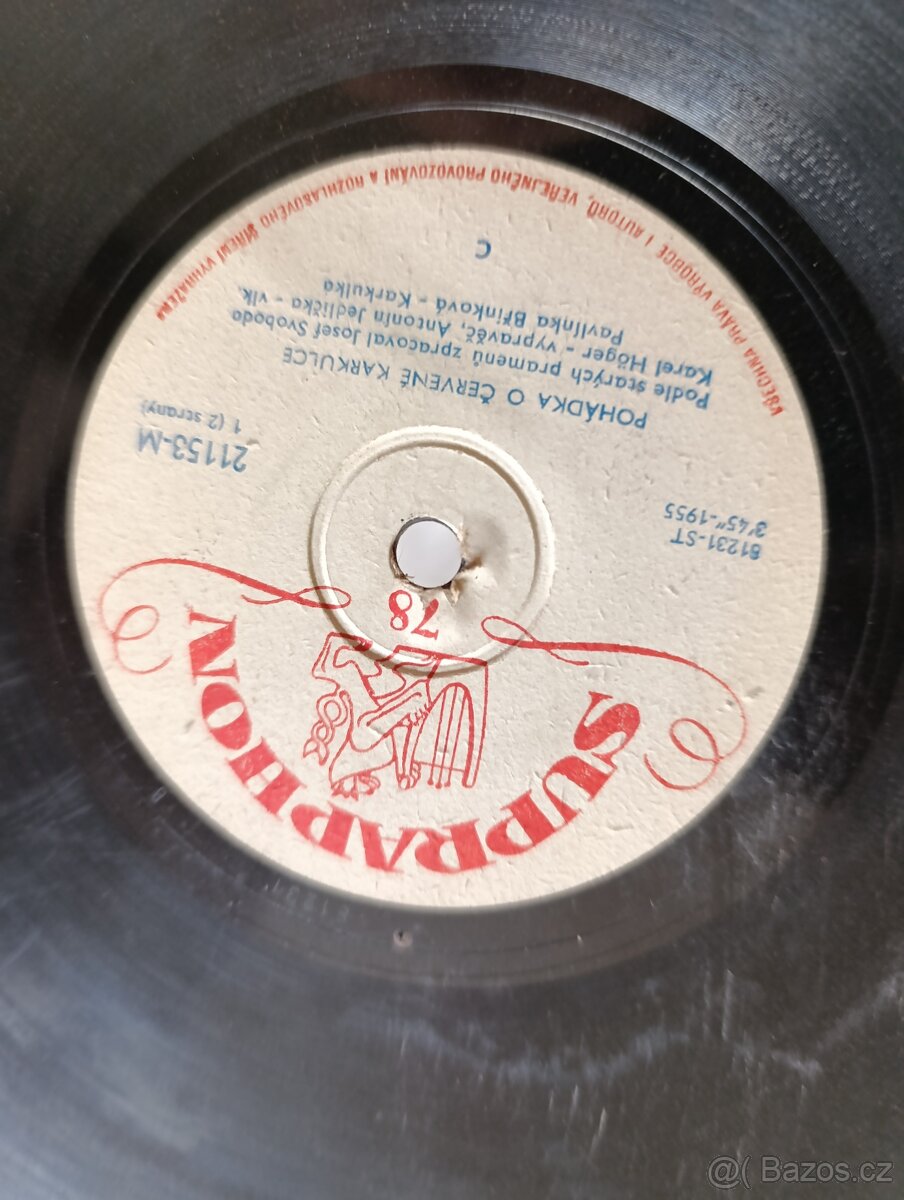 SUPRAPHON
78
81231-ST
3'45"-1955
21153-M
1 (2 strany)
POHÁDKA O ČERVENÉ KARKULCE
Podle starých pramenů zpracoval Josef Svoboda
Karel Höger - vypravěč, Antonín Jedlička - vlk.
Pavlínka Břínková - Karkulka
C
VŠECHNA PRÁVA VÝROBCE I AUTORŮ, VEŘEJNÉHO PROVOZOVÁNÍ A ROZHLASOVÉHO ŠÍŘENÍ VYHRAŽENA
@( Bazos.cz